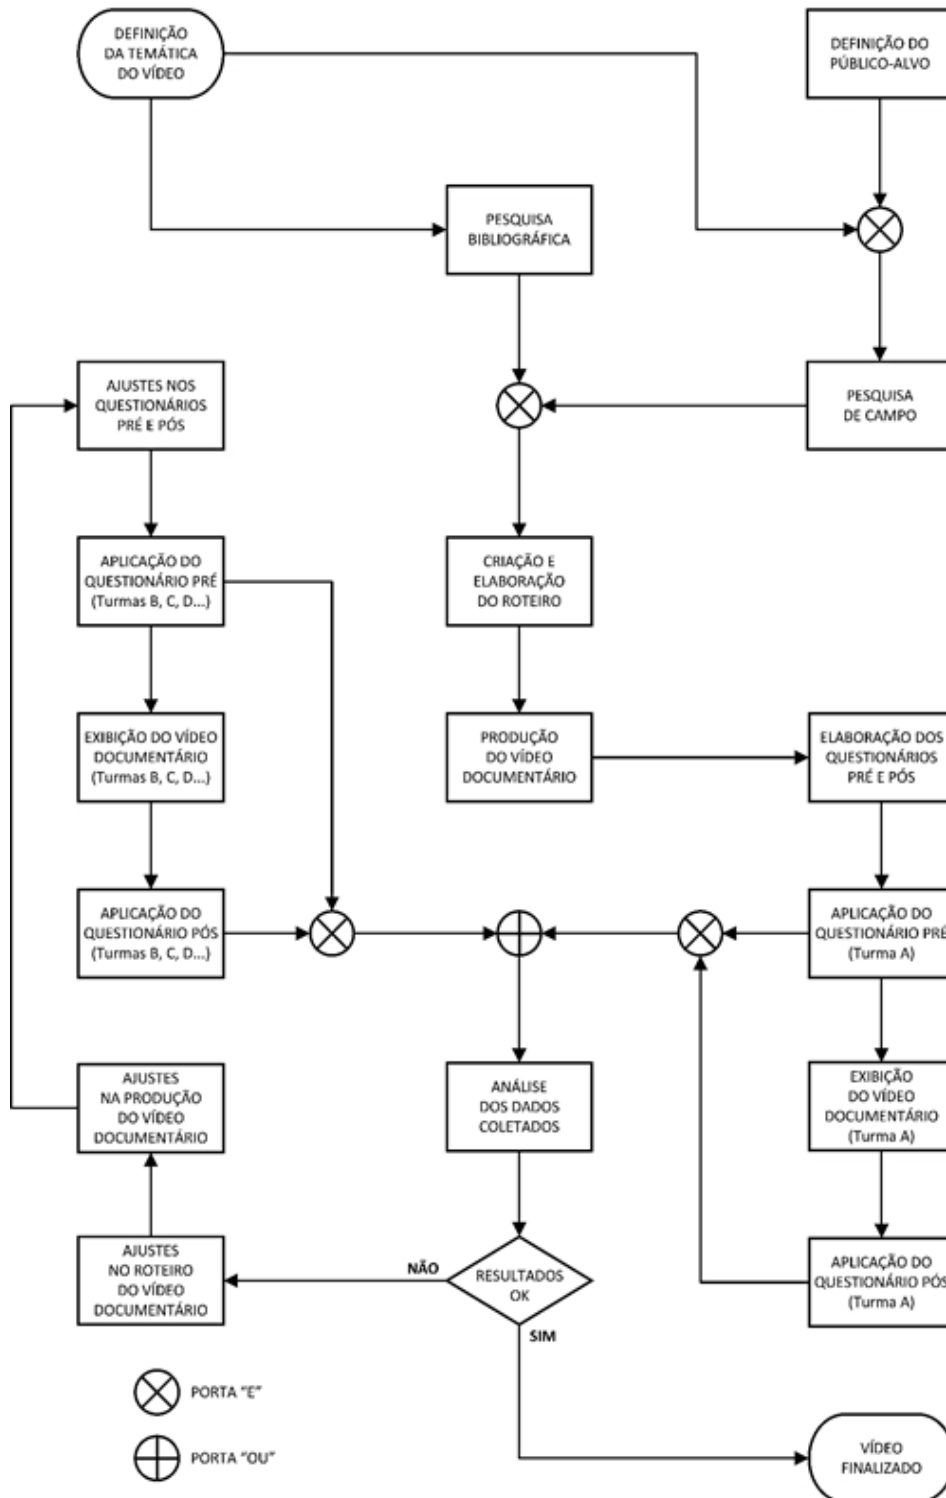 DEFINIÇÃO
DA TEMÁTICA
DO VÍDEO
DEFINIÇÃO DO
PÚBLICO-ALVO
PESQUISA
BIBLIOGRÁFICA
AJUSTES NOS
QUESTIONÁRIOS
PRÉ E PÓS
PESQUISA
DE CAMPO
APLICAÇÃO DO
QUESTIONÁRIO PRÉ
(Turmas B, C, D...)
CRIAÇÃO E
ELABORAÇÃO
DO ROTEIRO
EXIBIÇÃO DO VÍDEO
DOCUMENTÁRIO
(Turmas B, C, D...)
PRODUÇÃO
DO VÍDEO
DOCUMENTÁRIO
ELABORAÇÃO DOS
QUESTIONÁRIOS
PRÉ E PÓS
APLICAÇÃO DO
QUESTIONÁRIO PÓS
(Turmas B, C, D...)
APLICAÇÃO DO
QUESTIONÁRIO PRÉ
(Turma A)
AJUSTES
NA PRODUÇÃO
DO VÍDEO
DOCUMENTÁRIO
ANÁLISE
DOS DADOS
COLETADOS
EXIBIÇÃO
DO VÍDEO
DOCUMENTÁRIO
(Turma A)
AJUSTES
NO ROTEIRO
DO VÍDEO
DOCUMENTÁRIO
NÃO
RESULTADOS
OK
SIM
APLICAÇÃO DO
QUESTIONÁRIO PÓS
(Turma A)
PORTA "E"
PORTA "OU"
VÍDEO
FINALIZADO